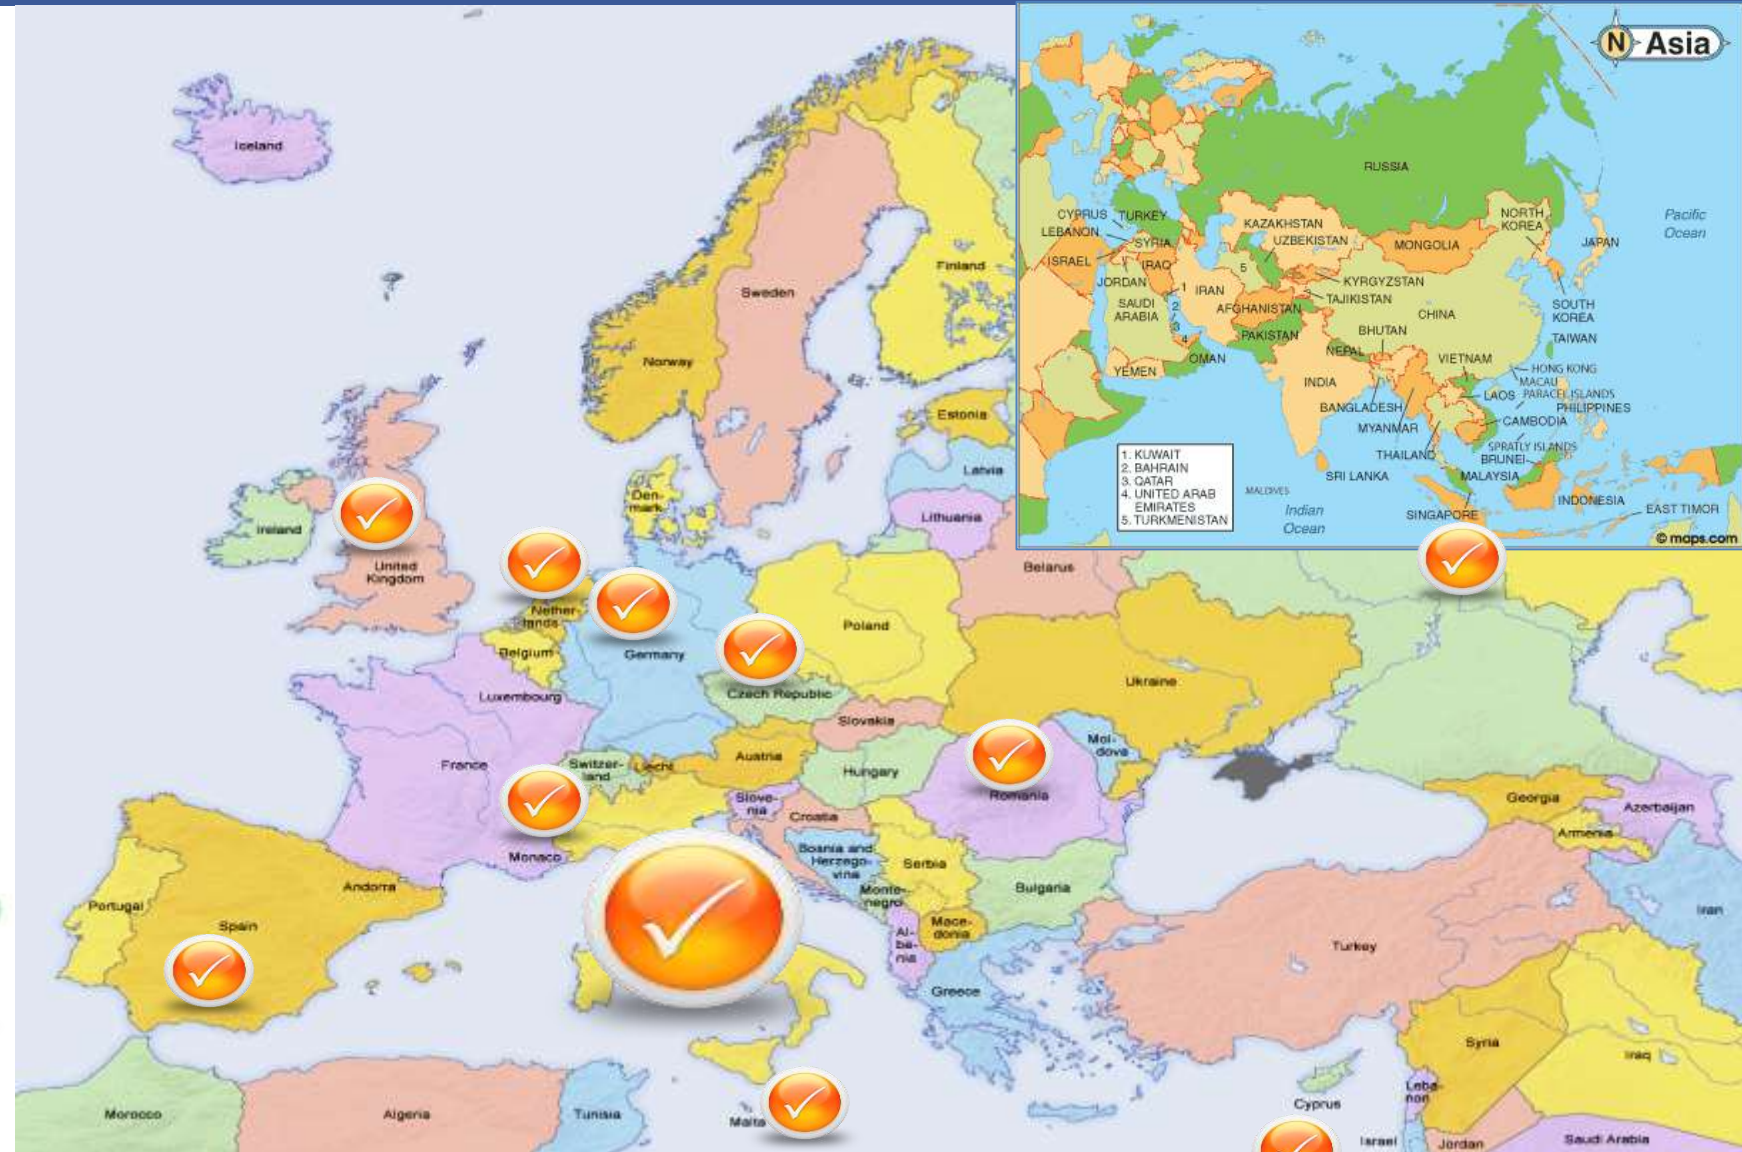 Iceland
Sweden
Finland
Norway
Estonia
Latvia
Lithuania
Den-
mark
Ireland
United
Kingdom
Nether-
lands
Belgium
Luxembourg
Germany
Poland
Belarus
Czech Republic
Slovakia
Ukraine
Mol-
dova
France
Switzer-
land
Liecht
Austria
Hungary
Romania
Slove-
nia
Croatia
Monaco
Bosnia and
Herzego-
vina
Serbia
Monte-
negro
Bulgaria
Al-
ba-
nia
Mace-
donia
Greece
Andorra
Portugal
Spain
Georgia
Armenia
Azerbaijan
Turkey
Iran
Syria
Iraq
Leba-
non
Cyprus
Israel
Jordan
Saudi Arabia
Morocco
Algeria
Tunisia
Malta
N Asia
RUSSIA
CYPRUS
TURKEY
LEBANON
SYRIA
ISRAEL
IRAQ
JORDAN
SAUDI
ARABIA
YEMEN
OMAN
1
2
3
4
5
IRAN
KAZAKHSTAN
UZBEKISTAN
KYRGYZSTAN
TAJIKISTAN
AFGHANISTAN
PAKISTAN
MONGOLIA
CHINA
NORTH
KOREA
JAPAN
SOUTH
KOREA
TAIWAN
BHUTAN
NEPAL
INDIA
VIETNAM
HONG KONG
MACAU
LAOS
PARACEL ISLANDS
PHILIPPINES
BANGLADESH
MYANMAR
CAMBODIA
THAILAND
SPRATLY ISLANDS
BRUNEI
SRI LANKA
MALAYSIA
MALDIVES
INDONESIA
SINGAPORE
EAST TIMOR
Pacific
Ocean
Indian
Ocean
1. KUWAIT
2. BAHRAIN
3. QATAR
4. UNITED ARAB
EMIRATES
5. TURKMENISTAN
© maps.com